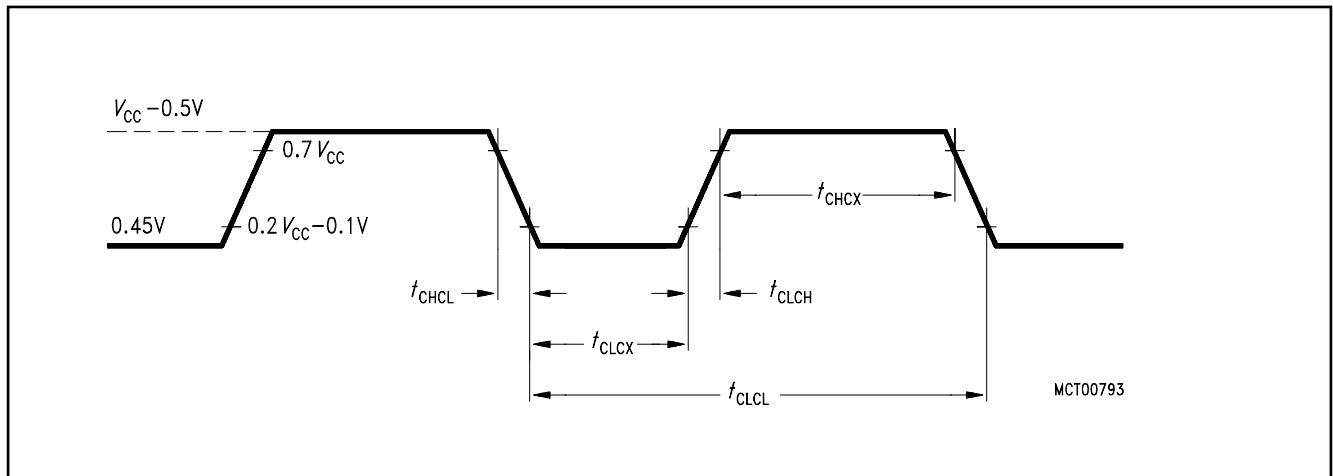 V_CC −0.5V
0.7 V_CC
0.45V
0.2 V_CC−0.1V
t_CHCX
t_CHCL
t_CLCH
t_CLCX
t_CLCL
MCT00793